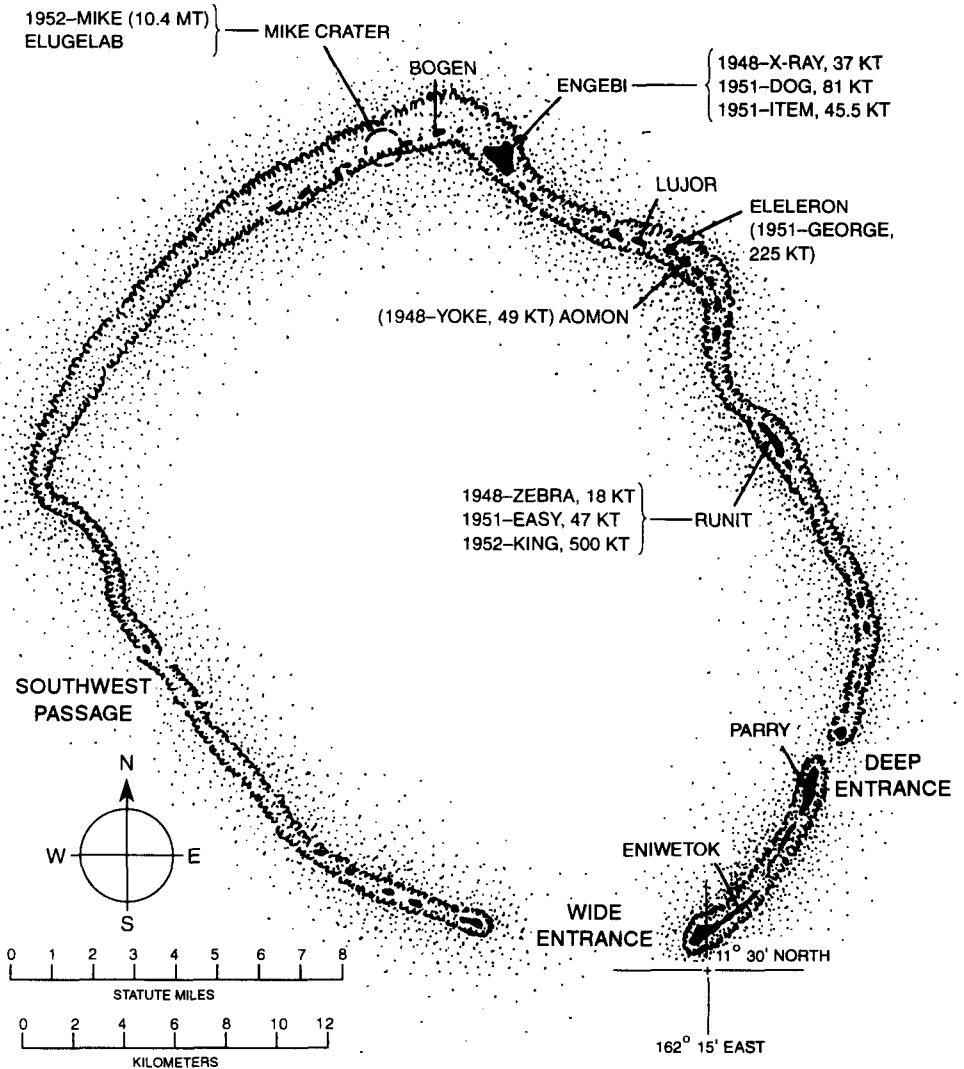 1952–MIKE (10.4 MT)
ELUGELAB
MIKE CRATER
BOGEN
ENGEBI
1948–X-RAY, 37 KT
1951–DOG, 81 KT
1951–ITEM, 45.5 KT
LUJOR
ELELERON
(1951–GEORGE,
225 KT)
(1948–YOKE, 49 KT) AOMON
1948–ZEBRA, 18 KT
1951–EASY, 47 KT
1952–KING, 500 KT
RUNIT
SOUTHWEST
PASSAGE
PARRY
DEEP
ENTRANCE
N
W E
S
ENIWETOK
WIDE
ENTRANCE
11° 30' NORTH
162° 15' EAST
0 1 2 3 4 5 6 7 8
STATUTE MILES
0 2 4 6 8 10 12
KILOMETERS